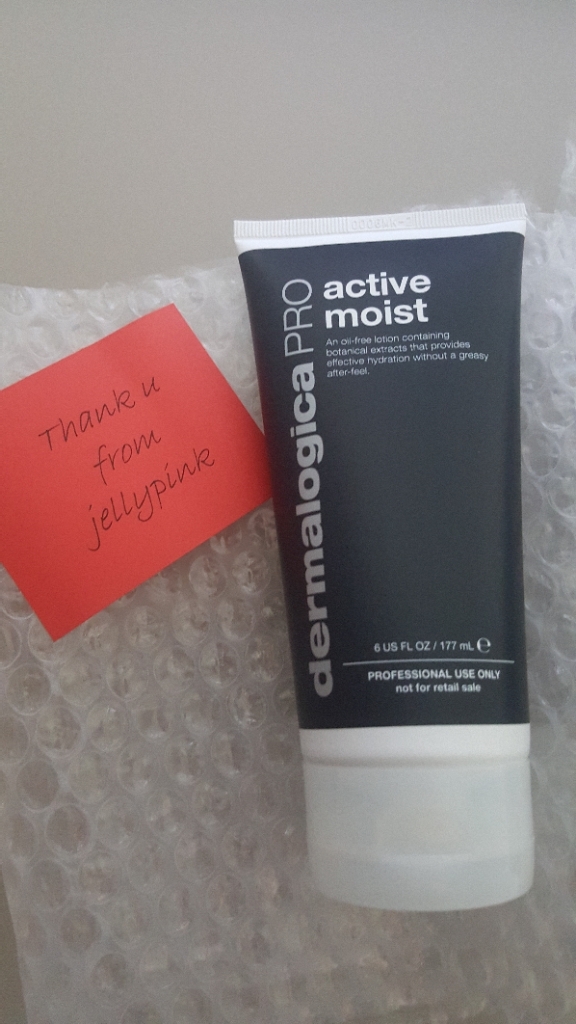 Thank u
from
jellypink
dermalogica PRO
active
moist
An oil-free lotion containing
botanical extracts that provides
effective hydration without a greasy
after-feel.
6 US FL OZ / 177 mL ℮
PROFESSIONAL USE ONLY
not for retail sale